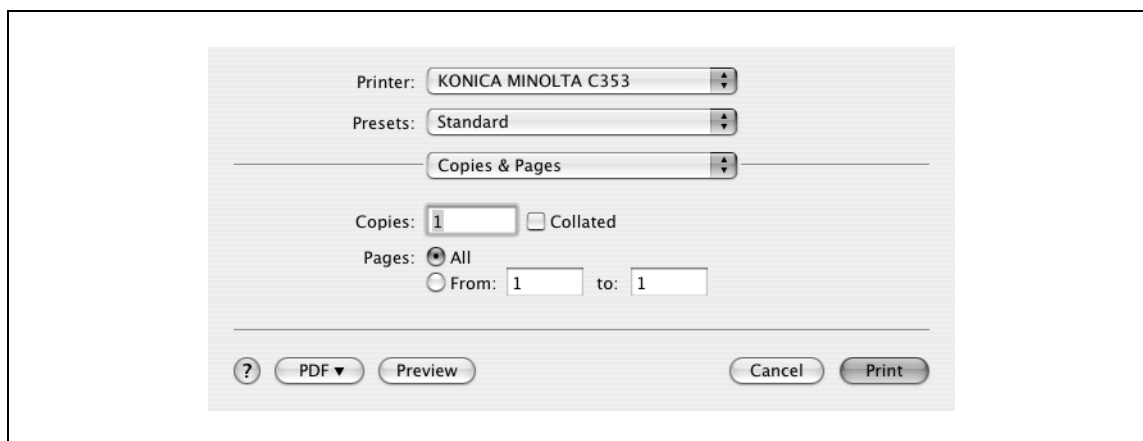 Printer: KONICA MINOLTA C353
Presets: Standard
Copies & Pages
Copies: 1 Collated
Pages: All
From: 1 to: 1
? PDF ▼ Preview Cancel Print